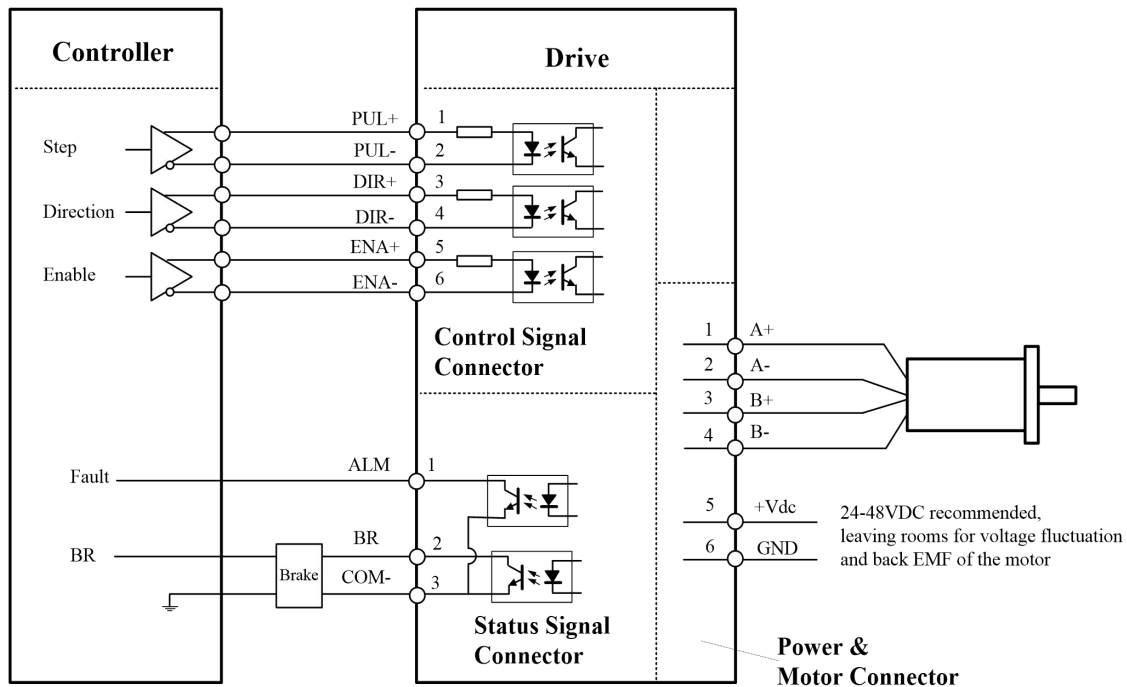 Controller
Drive
Step
PUL+
1
PUL-
2
Direction
DIR+
3
DIR-
4
Enable
ENA+
5
ENA-
6
Control Signal
Connector
1
A+
2
A-
3
B+
4
B-
Fault
ALM
1
BR
BR
2
Brake
COM-
3
Status Signal
Connector
5
+Vdc
6
GND
24-48VDC recommended,
leaving rooms for voltage fluctuation
and back EMF of the motor
Power &
Motor Connector